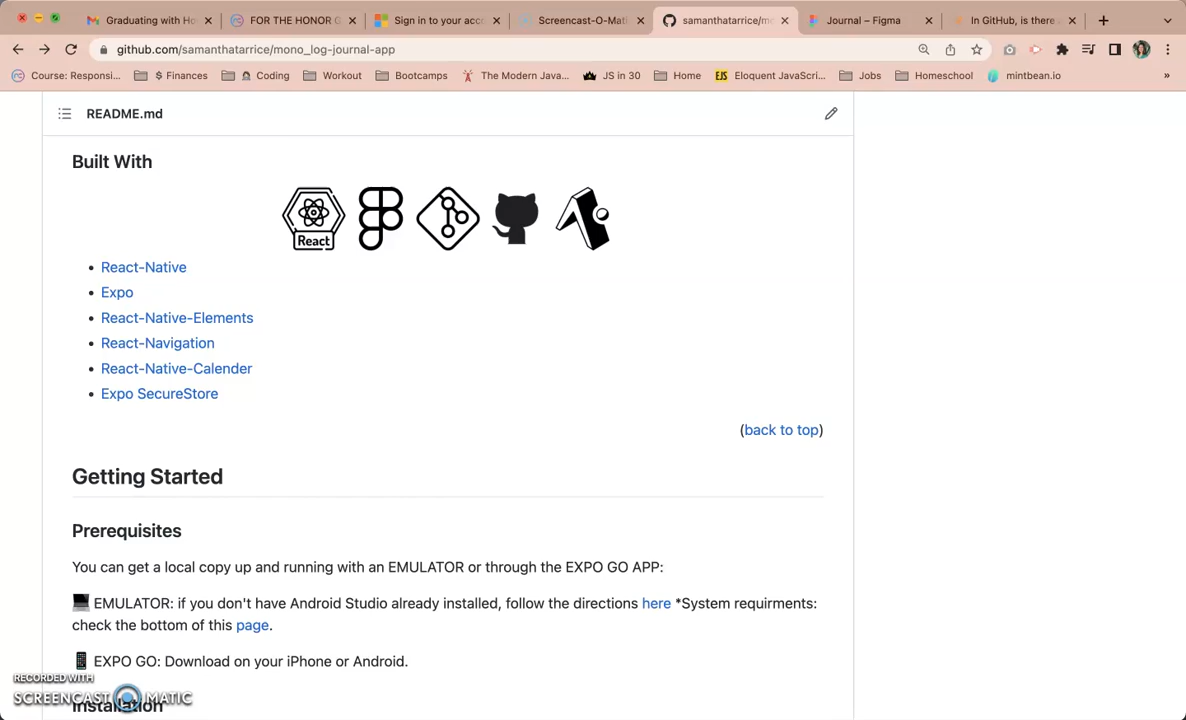 Graduating with Ho
FOR THE HONOR G
Sign in to your acc
Screencast-O-Mati
samanthatarrice/mo
Journal – Figma
In GitHub, is there
github.com/samanthatarrice/mono_log-journal-app
Course: Responsi...
$ Finances
Coding
Workout
Bootcamps
The Modern Java...
JS in 30
Home
EJS Eloquent JavaScri...
Jobs
Homeschool
mintbean.io
»
README.md
Built With
React
React-Native
Expo
React-Native-Elements
React-Navigation
React-Native-Calender
Expo SecureStore
(back to top)
Getting Started
Prerequisites
You can get a local copy up and running with an EMULATOR or through the EXPO GO APP:
EMULATOR: if you don't have Android Studio already installed, follow the directions here *System requirments:
check the bottom of this page.
EXPO GO: Download on your iPhone or Android.
RECORDED WITH
SCREENCAST-O-MATIC
Installation